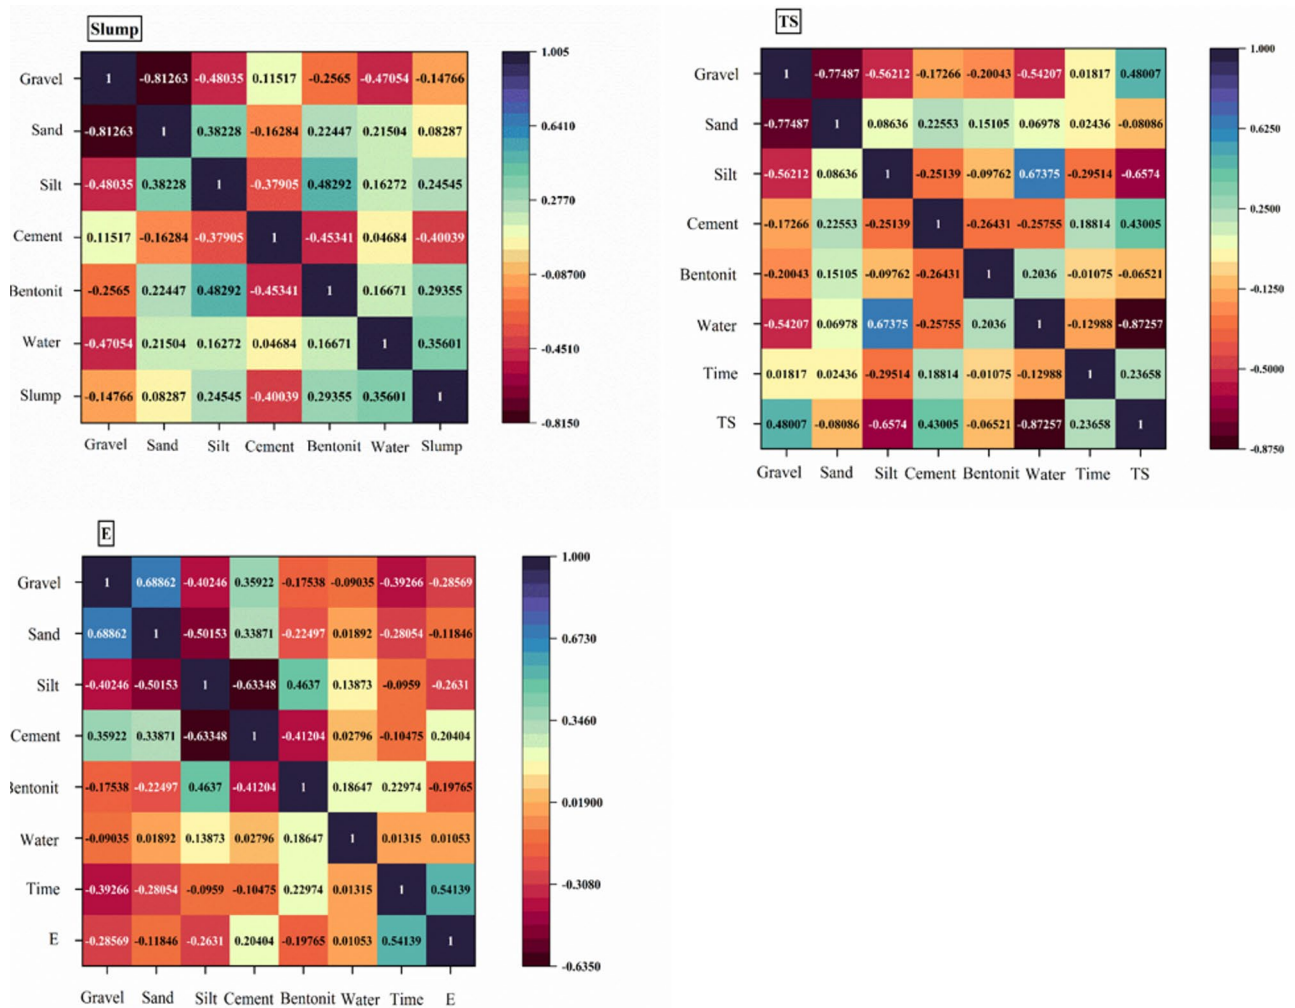 Slump
Gravel 1 -0.81263 -0.48035 0.11517 -0.2565 -0.47054 -0.14766
Sand -0.81263 1 0.38228 -0.16284 0.22447 0.21504 0.08287
Silt -0.48035 0.38228 1 -0.37905 0.48292 0.16272 0.24545
Cement 0.11517 -0.16284 -0.37905 1 -0.45341 0.04684 -0.40039
Bentonit -0.2565 0.22447 0.48292 -0.45341 1 0.16671 0.29355
Water -0.47054 0.21504 0.16272 0.04684 0.16671 1 0.35601
Slump -0.14766 0.08287 0.24545 -0.40039 0.29355 0.35601 1
Gravel Sand Silt Cement Bentonit Water Slump
1.005
0.6410
0.2770
-0.08700
-0.4510
-0.8150
TS
Gravel 1 -0.77487 -0.56212 -0.17266 -0.20043 -0.54207 0.01817 0.48007
Sand -0.77487 1 0.08636 0.22553 0.15105 0.06978 0.02436 -0.08086
Silt -0.56212 0.08636 1 -0.25139 -0.09762 0.67375 -0.29514 -0.6574
Cement -0.17266 0.22553 -0.25139 1 -0.26431 -0.25755 0.18814 0.43005
Bentonit -0.20043 0.15105 -0.09762 -0.26431 1 0.2036 -0.01075 -0.06521
Water -0.54207 0.06978 0.67375 -0.25755 0.2036 1 -0.12988 -0.87257
Time 0.01817 0.02436 -0.29514 0.18814 -0.01075 -0.12988 1 0.23658
TS 0.48007 -0.08086 -0.6574 0.43005 -0.06521 -0.87257 0.23658 1
Gravel Sand Silt Cement Bentonit Water Time TS
1.000
0.6250
0.2500
-0.1250
-0.5000
-0.8750
E
Gravel 1 0.68862 -0.40246 0.35922 -0.17538 -0.09035 -0.39266 -0.28569
Sand 0.68862 1 -0.50153 0.33871 -0.22497 0.01892 -0.28054 -0.11846
Silt -0.40246 -0.50153 1 -0.63348 0.4637 0.13873 -0.0959 -0.2631
Cement 0.35922 0.33871 -0.63348 1 -0.41204 0.02796 -0.10475 0.20404
entonit -0.17538 -0.22497 0.4637 -0.41204 1 0.18647 0.22974 -0.19765
Water -0.09035 0.01892 0.13873 0.02796 0.18647 1 0.01315 0.01053
Time -0.39266 -0.28054 -0.0959 -0.10475 0.22974 0.01315 1 0.54139
E -0.28569 -0.11846 -0.2631 0.20404 -0.19765 0.01053 0.54139 1
Gravel Sand Silt Cement Bentonit Water Time E
1.000
0.6730
0.3460
0.01900
-0.3080
-0.6350